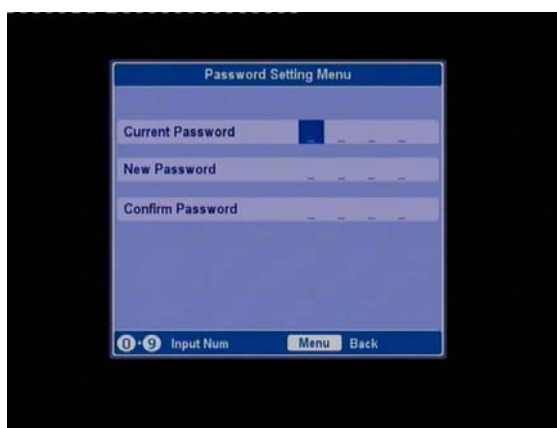 Password Setting Menu
Current Password _ _ _ _
New Password _ _ _ _
Confirm Password _ _ _ _
0-9 Input Num Menu Back